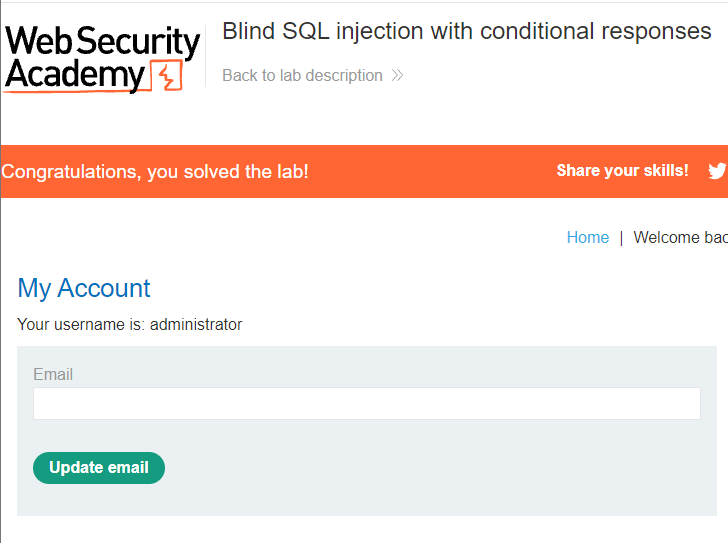 Web Security
Academy
Blind SQL injection with conditional responses
Back to lab description
Congratulations, you solved the lab!
Share your skills!
Home | Welcome bac
My Account
Your username is: administrator
Email
Update email